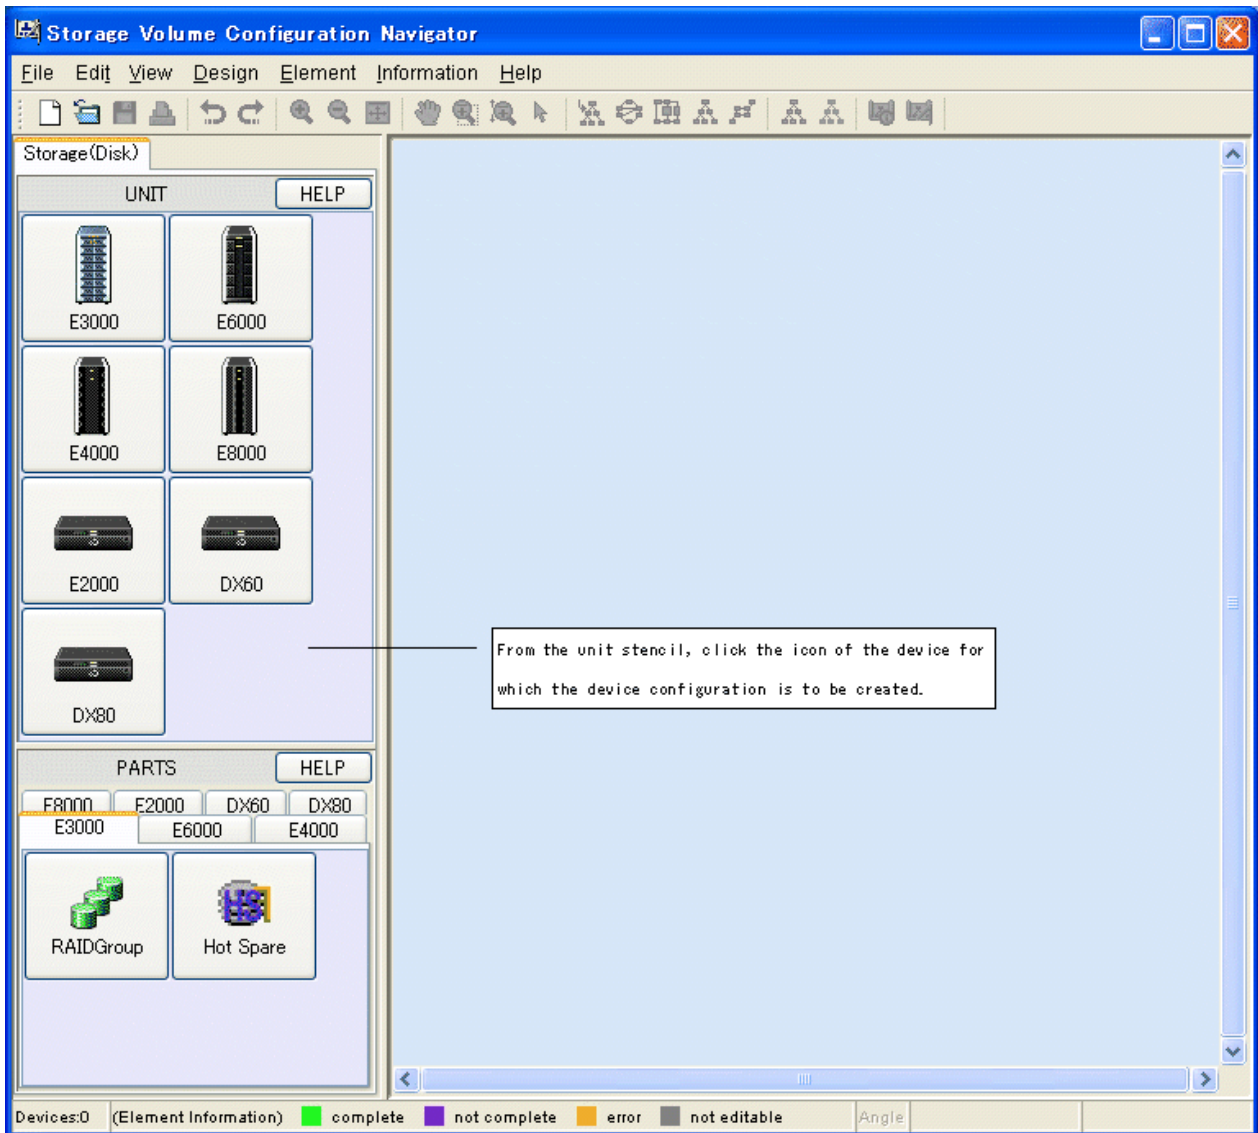 Storage Volume Configuration Navigator
File Edit View Design Element Information Help
Storage(Disk)
UNIT HELP
E3000 E6000
E4000 E8000
E2000 DX60
DX80
From the unit stencil, click the icon of the device for
which the device configuration is to be created.
PARTS HELP
E8000 E2000 DX60 DX80
E3000 E6000 E4000
HS
RAIDGroup Hot Spare
Devices:0 (Element Information) complete not complete error not editable Angle